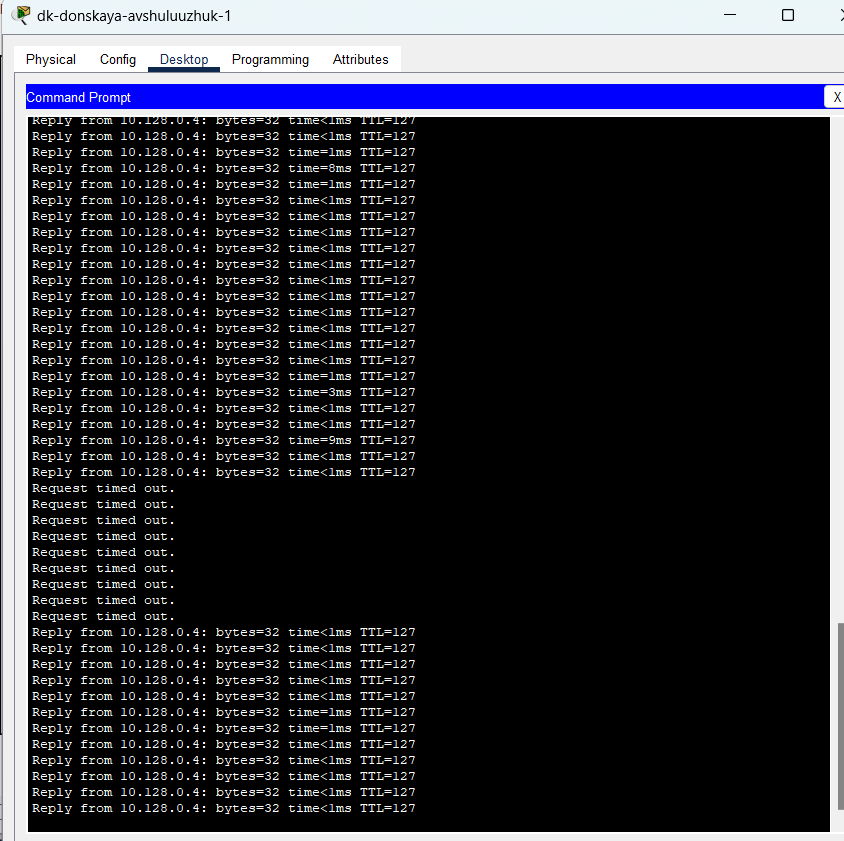 dk-donskaya-avshuluuzhuk-1
Physical Config Desktop Programming Attributes
Command Prompt X
Reply from 10.128.0.4: bytes=32 time<1ms TTL=127
Reply from 10.128.0.4: bytes=32 time<1ms TTL=127
Reply from 10.128.0.4: bytes=32 time=1ms TTL=127
Reply from 10.128.0.4: bytes=32 time=8ms TTL=127
Reply from 10.128.0.4: bytes=32 time=1ms TTL=127
Reply from 10.128.0.4: bytes=32 time<1ms TTL=127
Reply from 10.128.0.4: bytes=32 time<1ms TTL=127
Reply from 10.128.0.4: bytes=32 time<1ms TTL=127
Reply from 10.128.0.4: bytes=32 time<1ms TTL=127
Reply from 10.128.0.4: bytes=32 time<1ms TTL=127
Reply from 10.128.0.4: bytes=32 time<1ms TTL=127
Reply from 10.128.0.4: bytes=32 time<1ms TTL=127
Reply from 10.128.0.4: bytes=32 time<1ms TTL=127
Reply from 10.128.0.4: bytes=32 time<1ms TTL=127
Reply from 10.128.0.4: bytes=32 time<1ms TTL=127
Reply from 10.128.0.4: bytes=32 time<1ms TTL=127
Reply from 10.128.0.4: bytes=32 time=1ms TTL=127
Reply from 10.128.0.4: bytes=32 time=3ms TTL=127
Reply from 10.128.0.4: bytes=32 time<1ms TTL=127
Reply from 10.128.0.4: bytes=32 time<1ms TTL=127
Reply from 10.128.0.4: bytes=32 time=9ms TTL=127
Reply from 10.128.0.4: bytes=32 time<1ms TTL=127
Reply from 10.128.0.4: bytes=32 time<1ms TTL=127
Request timed out.
Request timed out.
Request timed out.
Request timed out.
Request timed out.
Request timed out.
Request timed out.
Request timed out.
Request timed out.
Reply from 10.128.0.4: bytes=32 time<1ms TTL=127
Reply from 10.128.0.4: bytes=32 time<1ms TTL=127
Reply from 10.128.0.4: bytes=32 time<1ms TTL=127
Reply from 10.128.0.4: bytes=32 time<1ms TTL=127
Reply from 10.128.0.4: bytes=32 time<1ms TTL=127
Reply from 10.128.0.4: bytes=32 time=1ms TTL=127
Reply from 10.128.0.4: bytes=32 time=1ms TTL=127
Reply from 10.128.0.4: bytes=32 time<1ms TTL=127
Reply from 10.128.0.4: bytes=32 time<1ms TTL=127
Reply from 10.128.0.4: bytes=32 time<1ms TTL=127
Reply from 10.128.0.4: bytes=32 time<1ms TTL=127
Reply from 10.128.0.4: bytes=32 time<1ms TTL=127